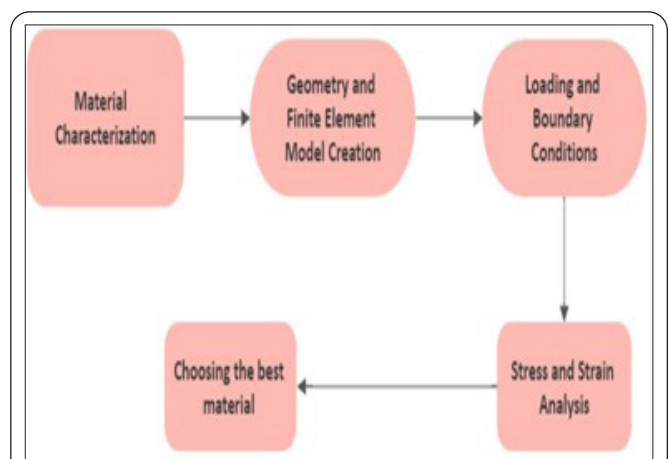 Material
Characterization
Geometry and
Finite Element
Model Creation
Loading and
Boundary
Conditions
Stress and Strain
Analysis
Choosing the best
material